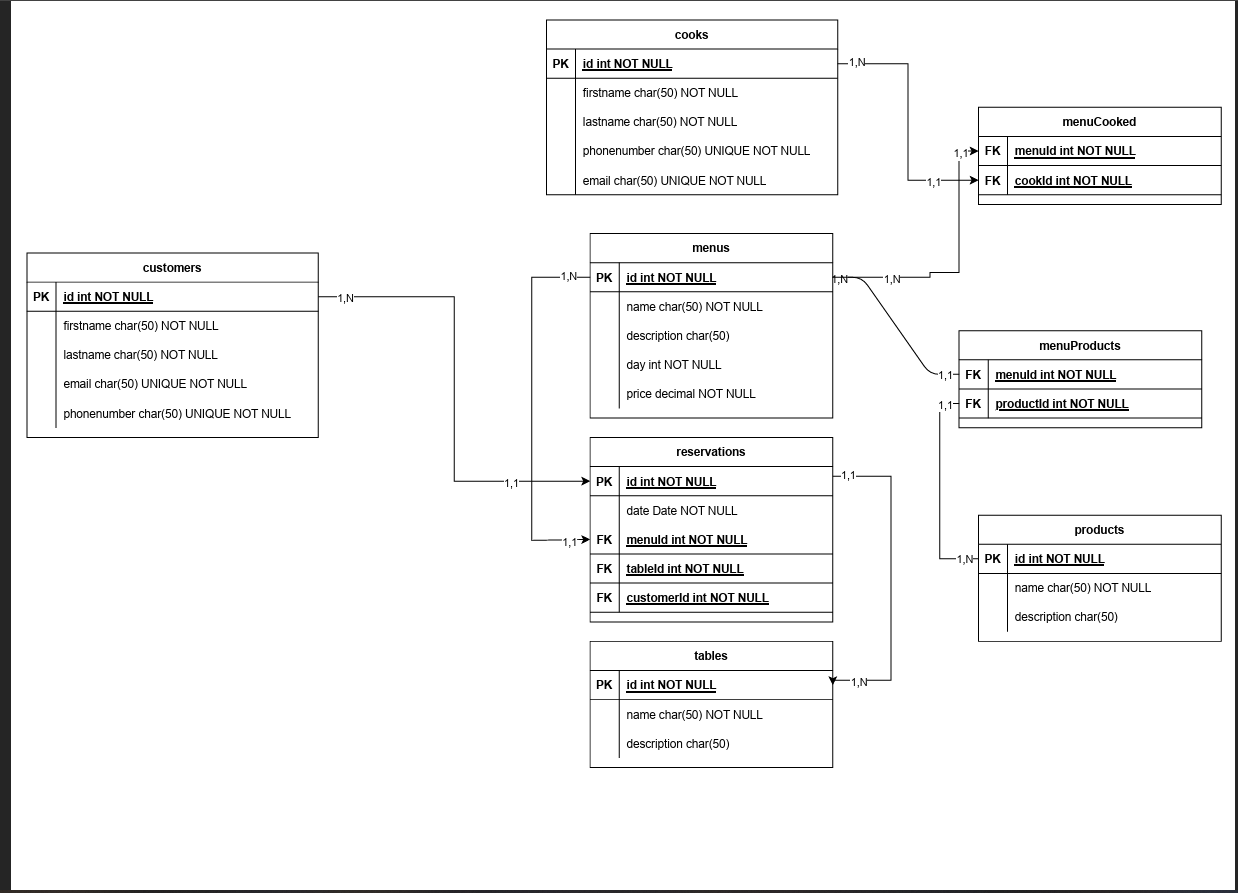 cooks
PK id int NOT NULL
firstname char(50) NOT NULL
lastname char(50) NOT NULL
phonenumber char(50) UNIQUE NOT NULL
email char(50) UNIQUE NOT NULL
1,N
1,1
menuCooked
1,1
FK menuId int NOT NULL
FK cookId int NOT NULL
customers
PK id int NOT NULL
firstname char(50) NOT NULL
lastname char(50) NOT NULL
email char(50) UNIQUE NOT NULL
phonenumber char(50) UNIQUE NOT NULL
1,N
1,1
menus
1,N
PK id int NOT NULL
name char(50) NOT NULL
description char(50)
day int NOT NULL
price decimal NOT NULL
1,N
1,N
menuProducts
1,1
FK menuId int NOT NULL
1,1
FK productId int NOT NULL
reservations
PK id int NOT NULL
date Date NOT NULL
1,1
FK menuId int NOT NULL
FK tableId int NOT NULL
FK customerId int NOT NULL
1,1
1,N
products
1,N
PK id int NOT NULL
name char(50) NOT NULL
description char(50)
tables
PK id int NOT NULL
name char(50) NOT NULL
description char(50)